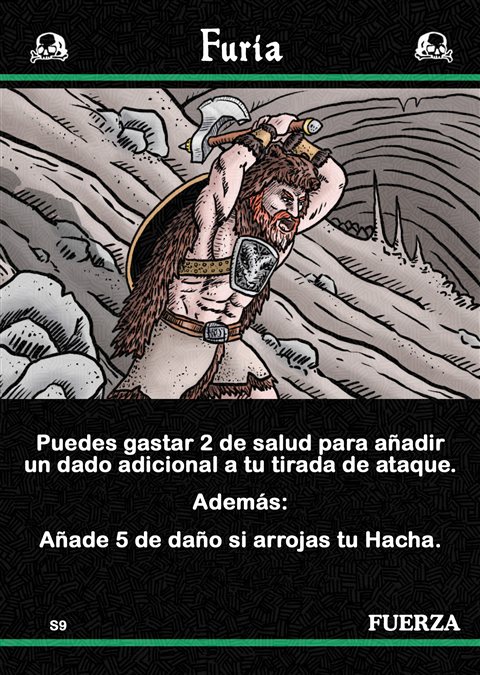 Furia
Puedes gastar 2 de salud para añadir
un dado adicional a tu tirada de ataque.
Además:
Añade 5 de daño si arrojas tu Hacha.
S9
FUERZA